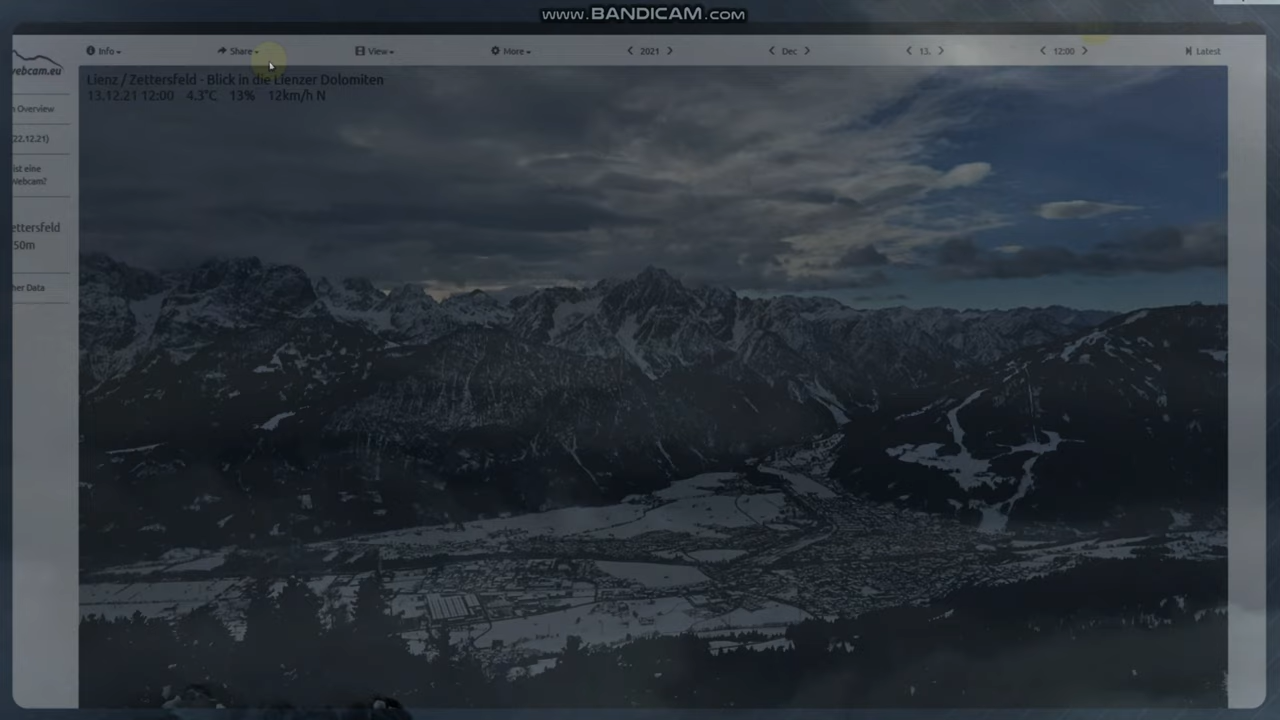 www.BANDICAM.com
Info Share View More 2021 Dec 13. 12:00 Latest
webcam.eu
Lienz / Zettersfeld - Blick in die Lienzer Dolomiten
13.12.21 12:00 4.3°C 13% 12km/h N
Overview
22.12.21)
ist eine
Webcam?
ettersfeld
50m
her Data